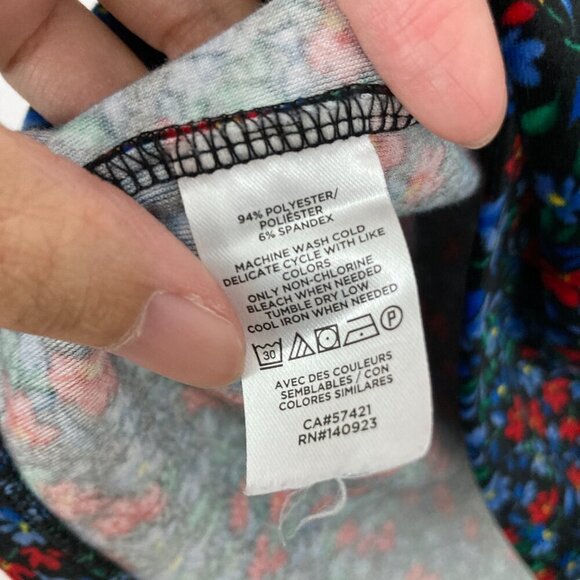 94% POLYESTER/
POLIÉSTER
6% SPANDEX
MACHINE WASH COLD
DELICATE CYCLE WITH LIKE
COLORS
ONLY NON-CHLORINE
BLEACH WHEN NEEDED
TUMBLE DRY LOW
COOL IRON WHEN NEEDED
30 P
AVEC DES COULEURS
SEMBLABLES / CON
COLORES SIMILARES
CA#57421
RN#140923